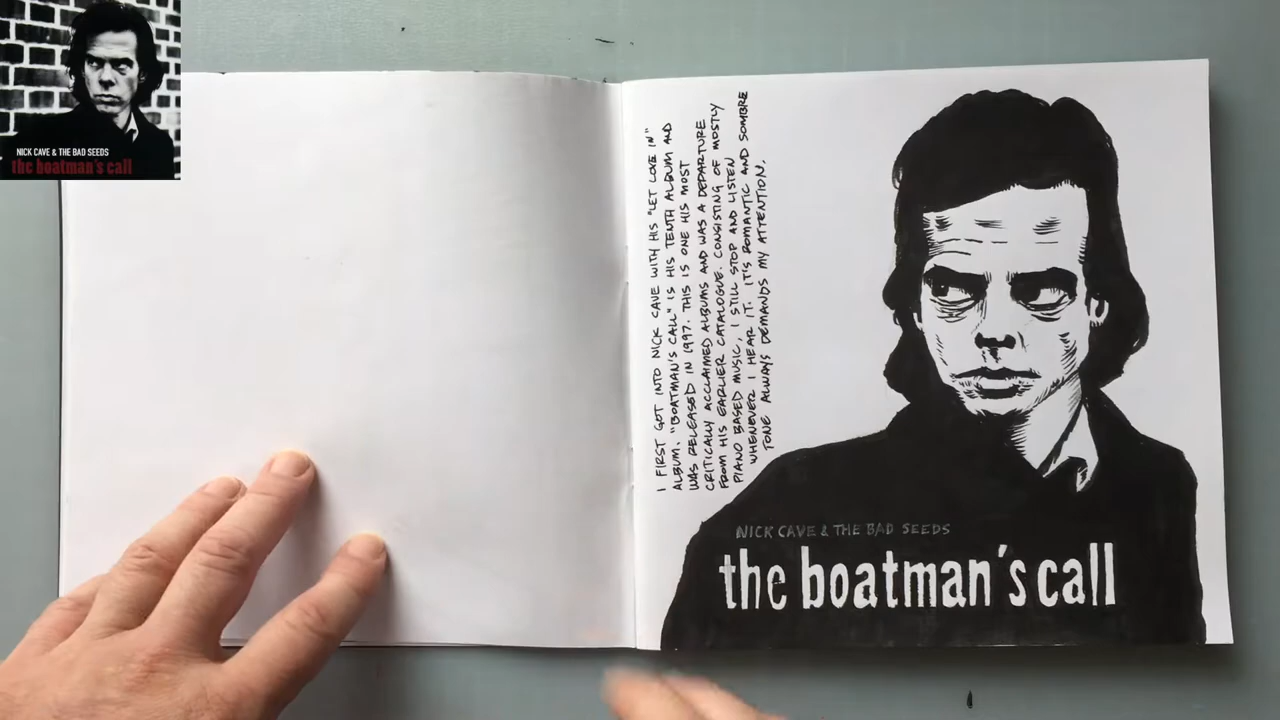 NICK CAVE & THE BAD SEEDS
the boatman's call
I FIRST GOT INTO NICK CAVE WITH HIS "LET LOVE IN"
ALBUM. "BOATMAN'S CALL" IS HIS TENTH ALBUM AND
WAS RELEASED IN 1997. THIS IS ONE HIS MOST
CRITICALLY ACCLAIMED ALBUMS AND WAS A DEPARTURE
FROM HIS EARLIER CATALOGUE. CONSISTING OF MOSTLY
PIANO BASED MUSIC, I STILL STOP AND LISTEN
WHENEVER I HEAR IT. IT'S ROMANTIC AND SOMBRE
TONE ALWAYS DEMANDS MY ATTENTION.
NICK CAVE & THE BAD SEEDS
the boatman's call